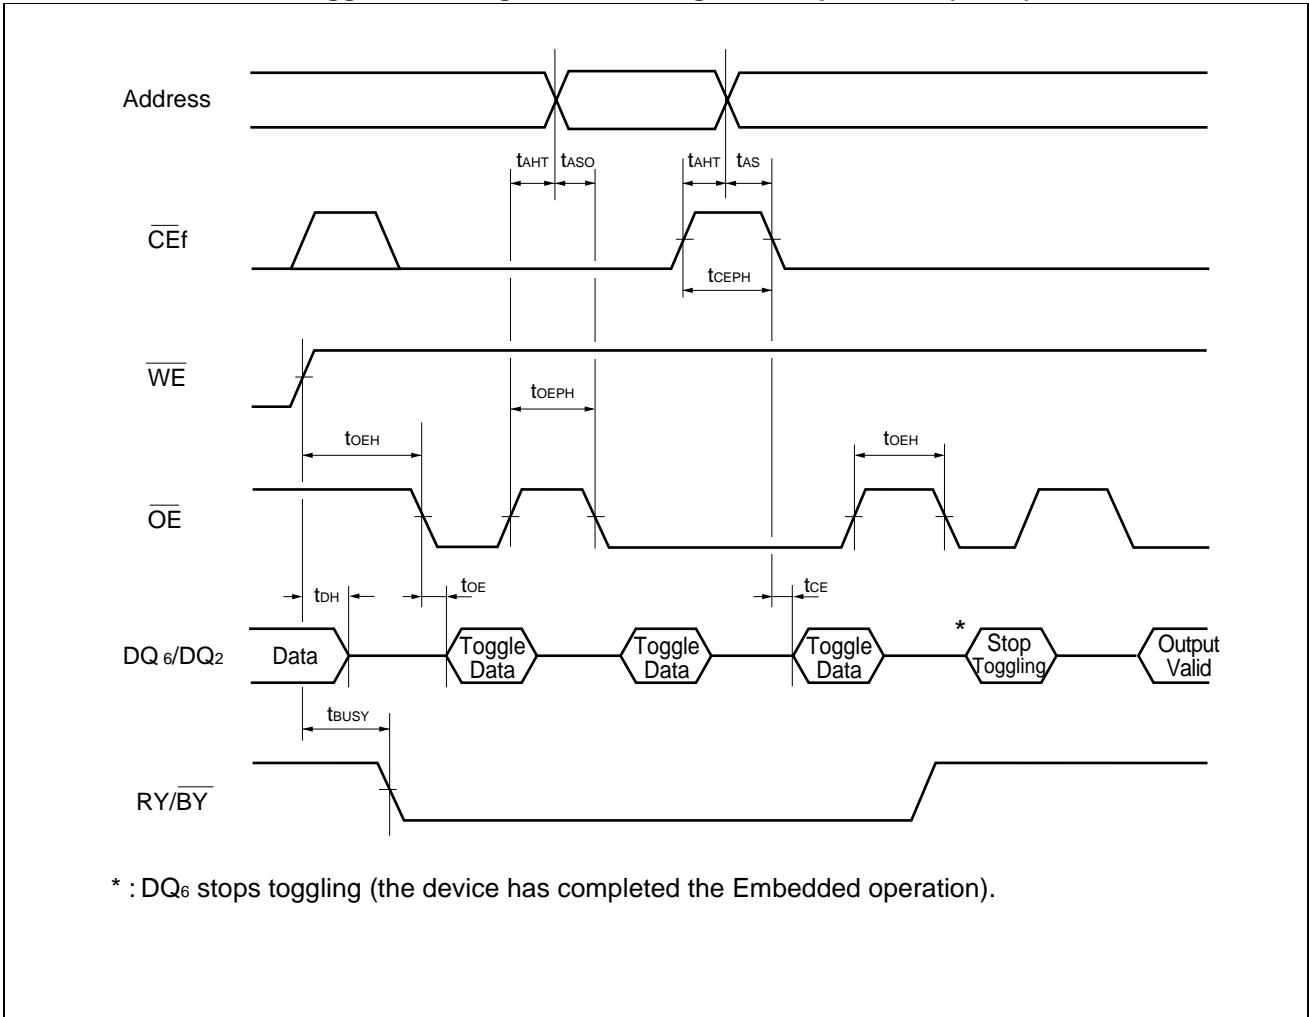 Address
tAHT tASO tAHT tAS
CEf
tCEPH
WE
tOEPH
tOEH tOEH
OE
tDH tOE tCE
DQ 6/DQ2 Data Toggle Data Toggle Data Toggle Data * Stop Toggling Output Valid
tBUSY
RY/BY
* : DQ6 stops toggling (the device has completed the Embedded operation).